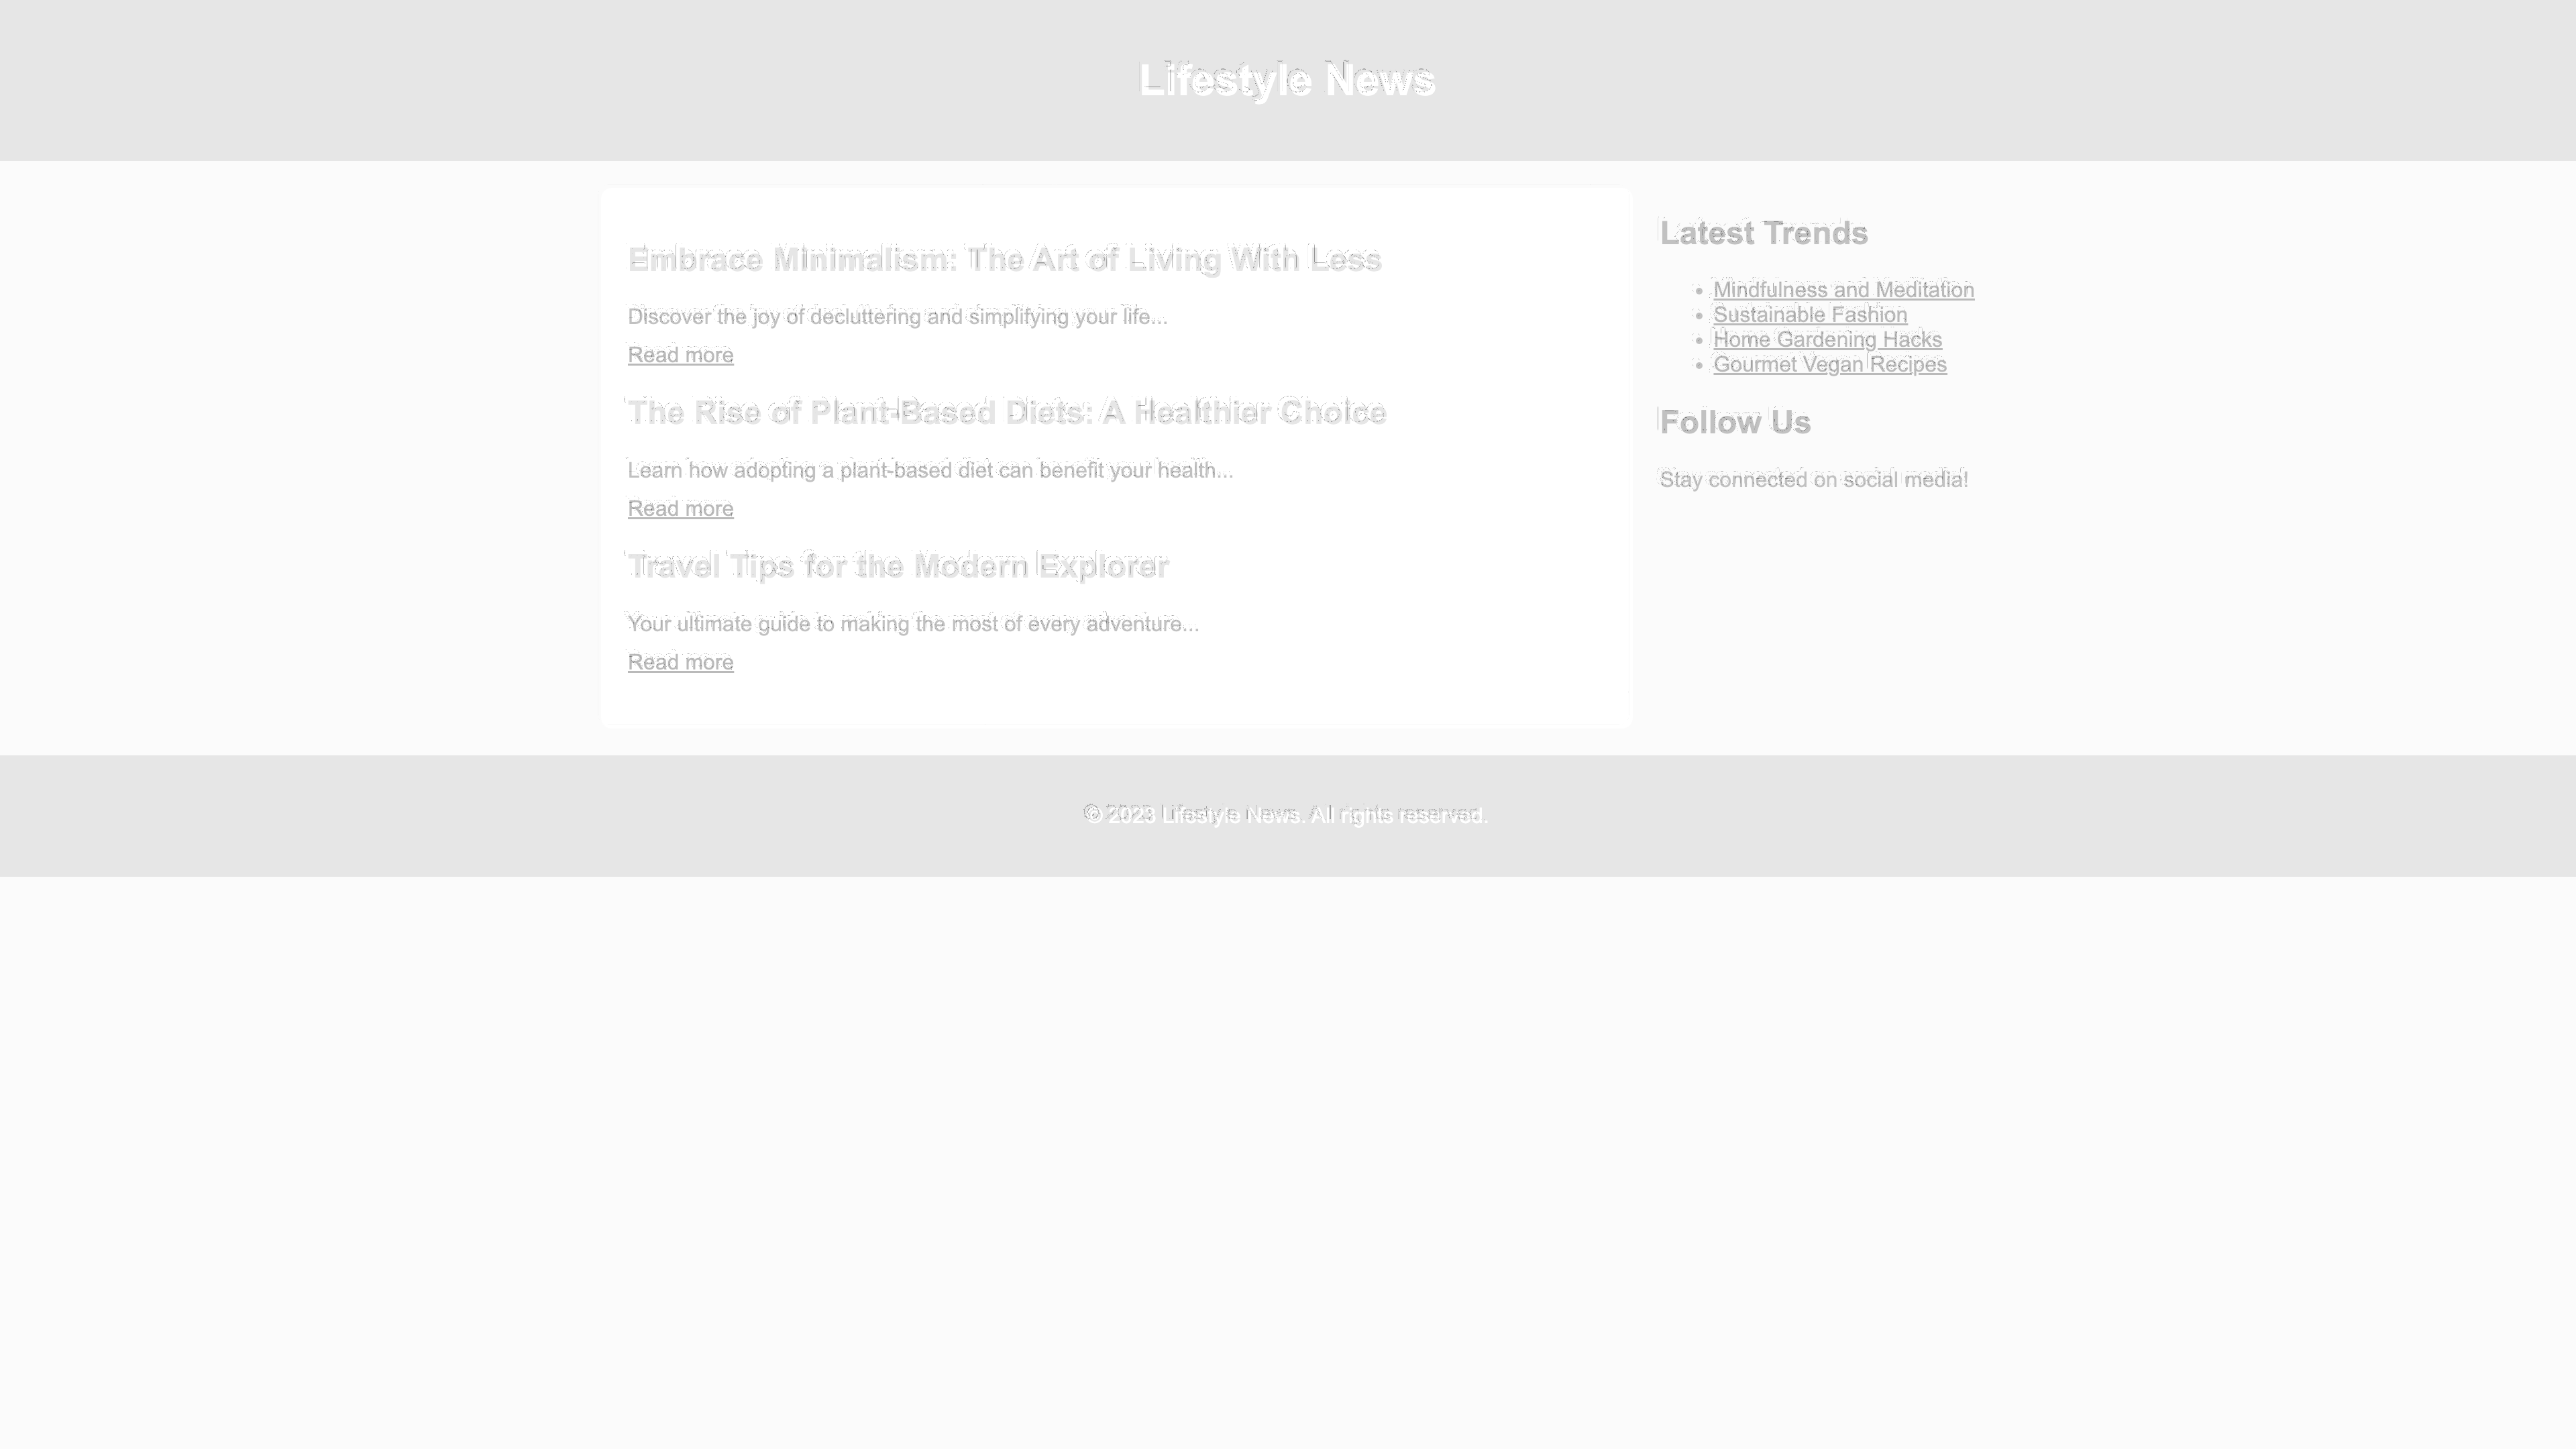 Lifestyle News
Embrace Minimalism: The Art of Living With Less
Discover the joy of decluttering and simplifying your life...
Read more
The Rise of Plant-Based Diets: A Healthier Choice
Learn how adopting a plant-based diet can benefit your health...
Read more
Travel Tips for the Modern Explorer
Your ultimate guide to making the most of every adventure...
Read more
Latest Trends
• Mindfulness and Meditation
• Sustainable Fashion
• Home Gardening Hacks
• Gourmet Vegan Recipes
Follow Us
Stay connected on social media!
© 2023 Lifestyle News. All rights reserved.